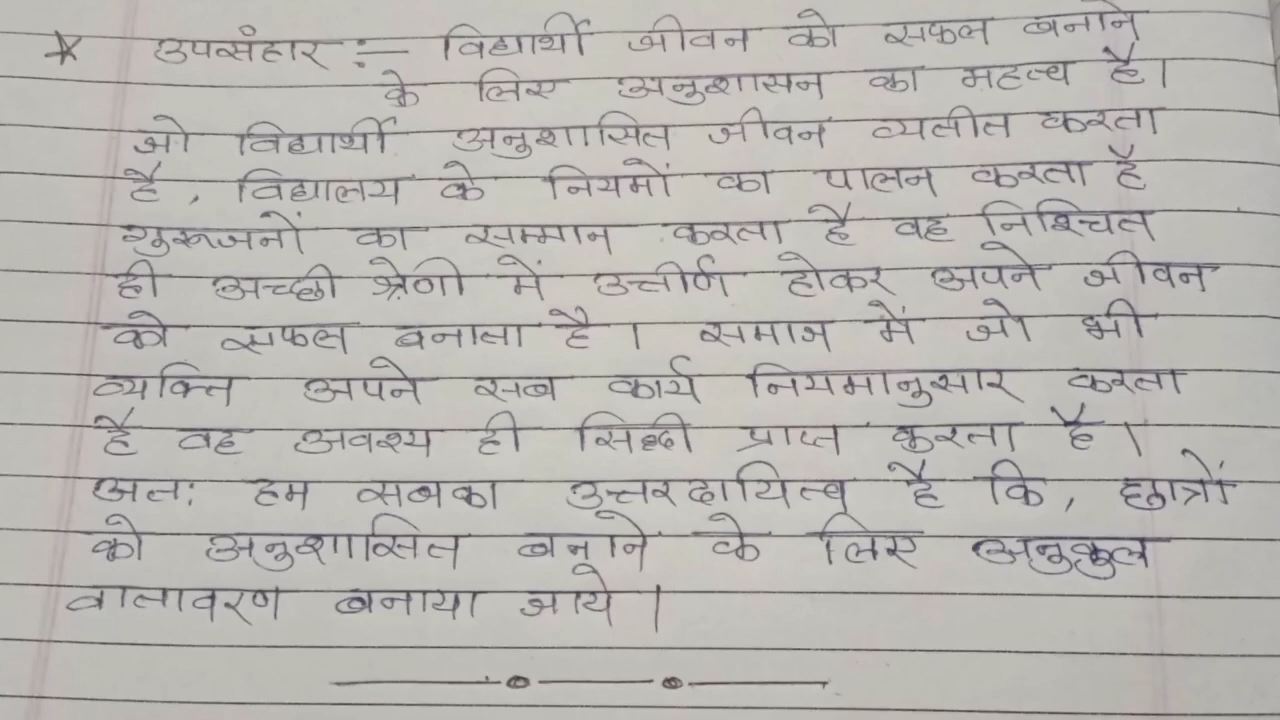 * उपसंहार :- विद्यार्थी जीवन को सफल बनाने
के लिए अनुशासन का महत्व है।
जो विद्यार्थी अनुशासित जीवन व्यतीत करता
है, विद्यालय के नियमों का पालन करता है
गुरूजनों का सम्मान करता है वह निश्चित
ही अच्छी श्रेणी में उत्तीर्ण होकर अपने जीवन
को सफल बनाता है। समाज में जो भी
व्यक्ति अपने सब कार्य नियमानुसार करता
है वह अवश्य ही सिद्धी प्राप्त करता है।
अतः हम सबका उत्तरदायित्व है कि, छात्रों
को अनुशासित बनाने के लिए अनुकुल
वातावरण बनाया जाये।